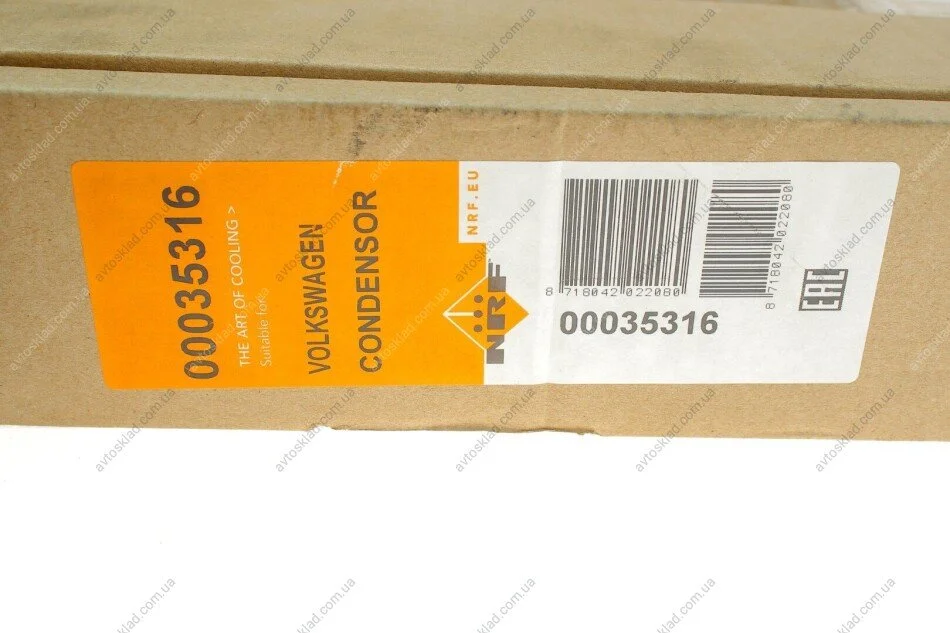 00035316
THE ART OF COOLING >
Suitable for
VOLKSWAGEN
CONDENSOR
NRF.EU
NRF
8 718042 022080
00035316
8 718042 022080
EAC
avtosklad.com.ua